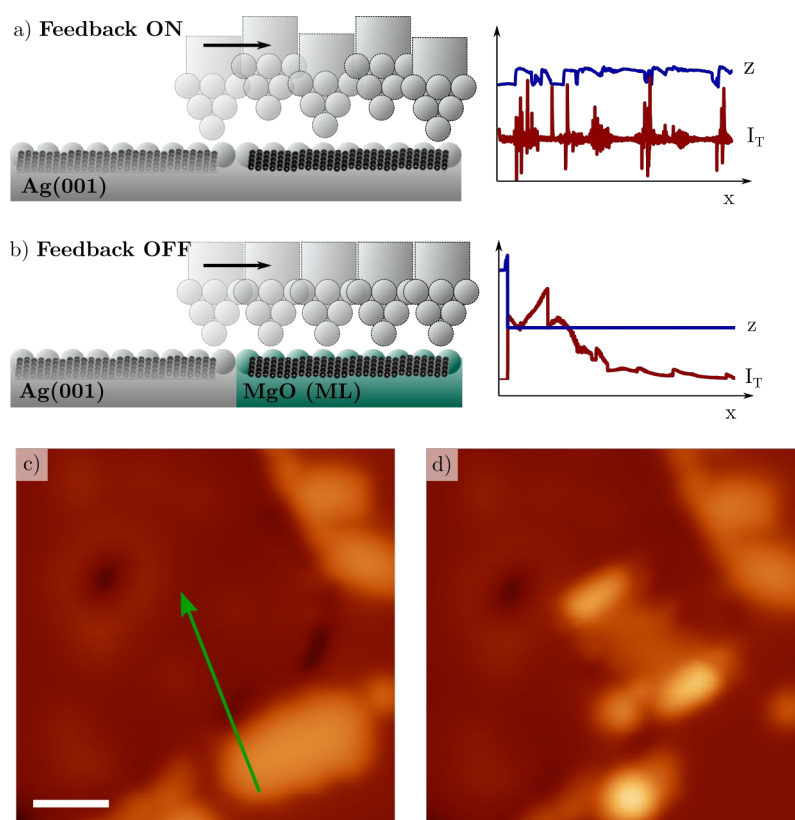 a) Feedback ON
z
I_T
x
Ag(001)
b) Feedback OFF
z
I_T
x
Ag(001) MgO (ML)
c) d)